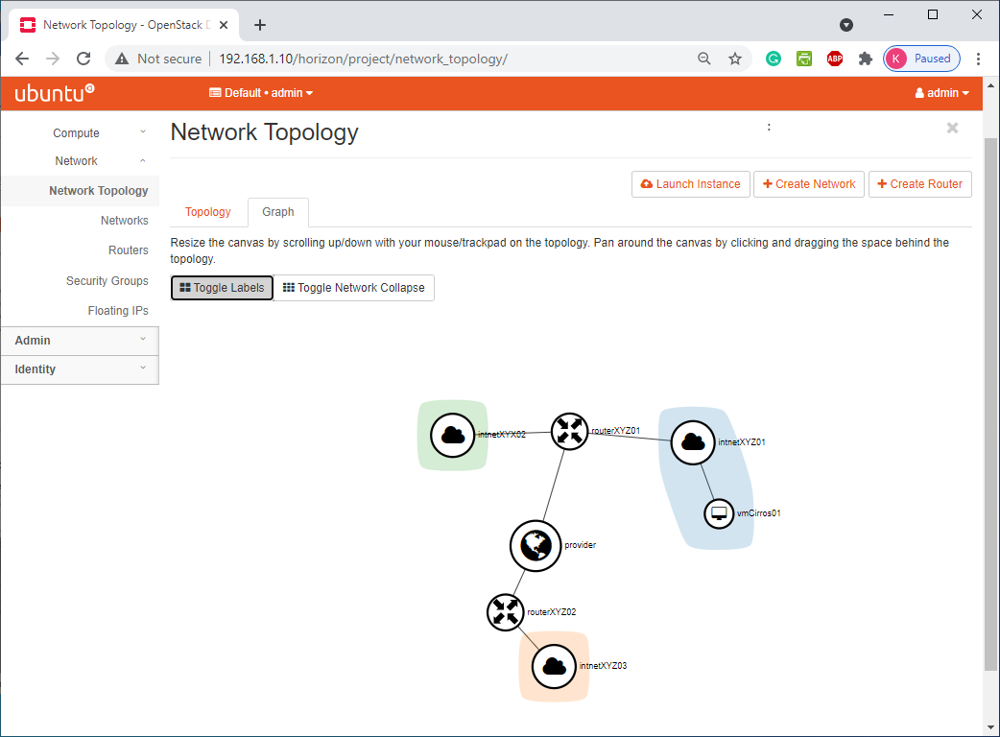 Network Topology - OpenStack D
Not secure
192.168.1.10/horizon/project/network_topology/
ABP
K
Paused
ubuntu
Default • admin
admin
Compute
Network
Network Topology
Networks
Routers
Security Groups
Floating IPs
Admin
Identity
Network Topology
:
Launch Instance
Create Network
Create Router
Topology
Graph
Resize the canvas by scrolling up/down with your mouse/trackpad on the topology. Pan around the canvas by clicking and dragging the space behind the
topology.
Toggle Labels
Toggle Network Collapse
intnetXYX02
routerXYZ01
intnetXYZ01
vmCirros01
provider
routerXYZ02
intnetXYZ03